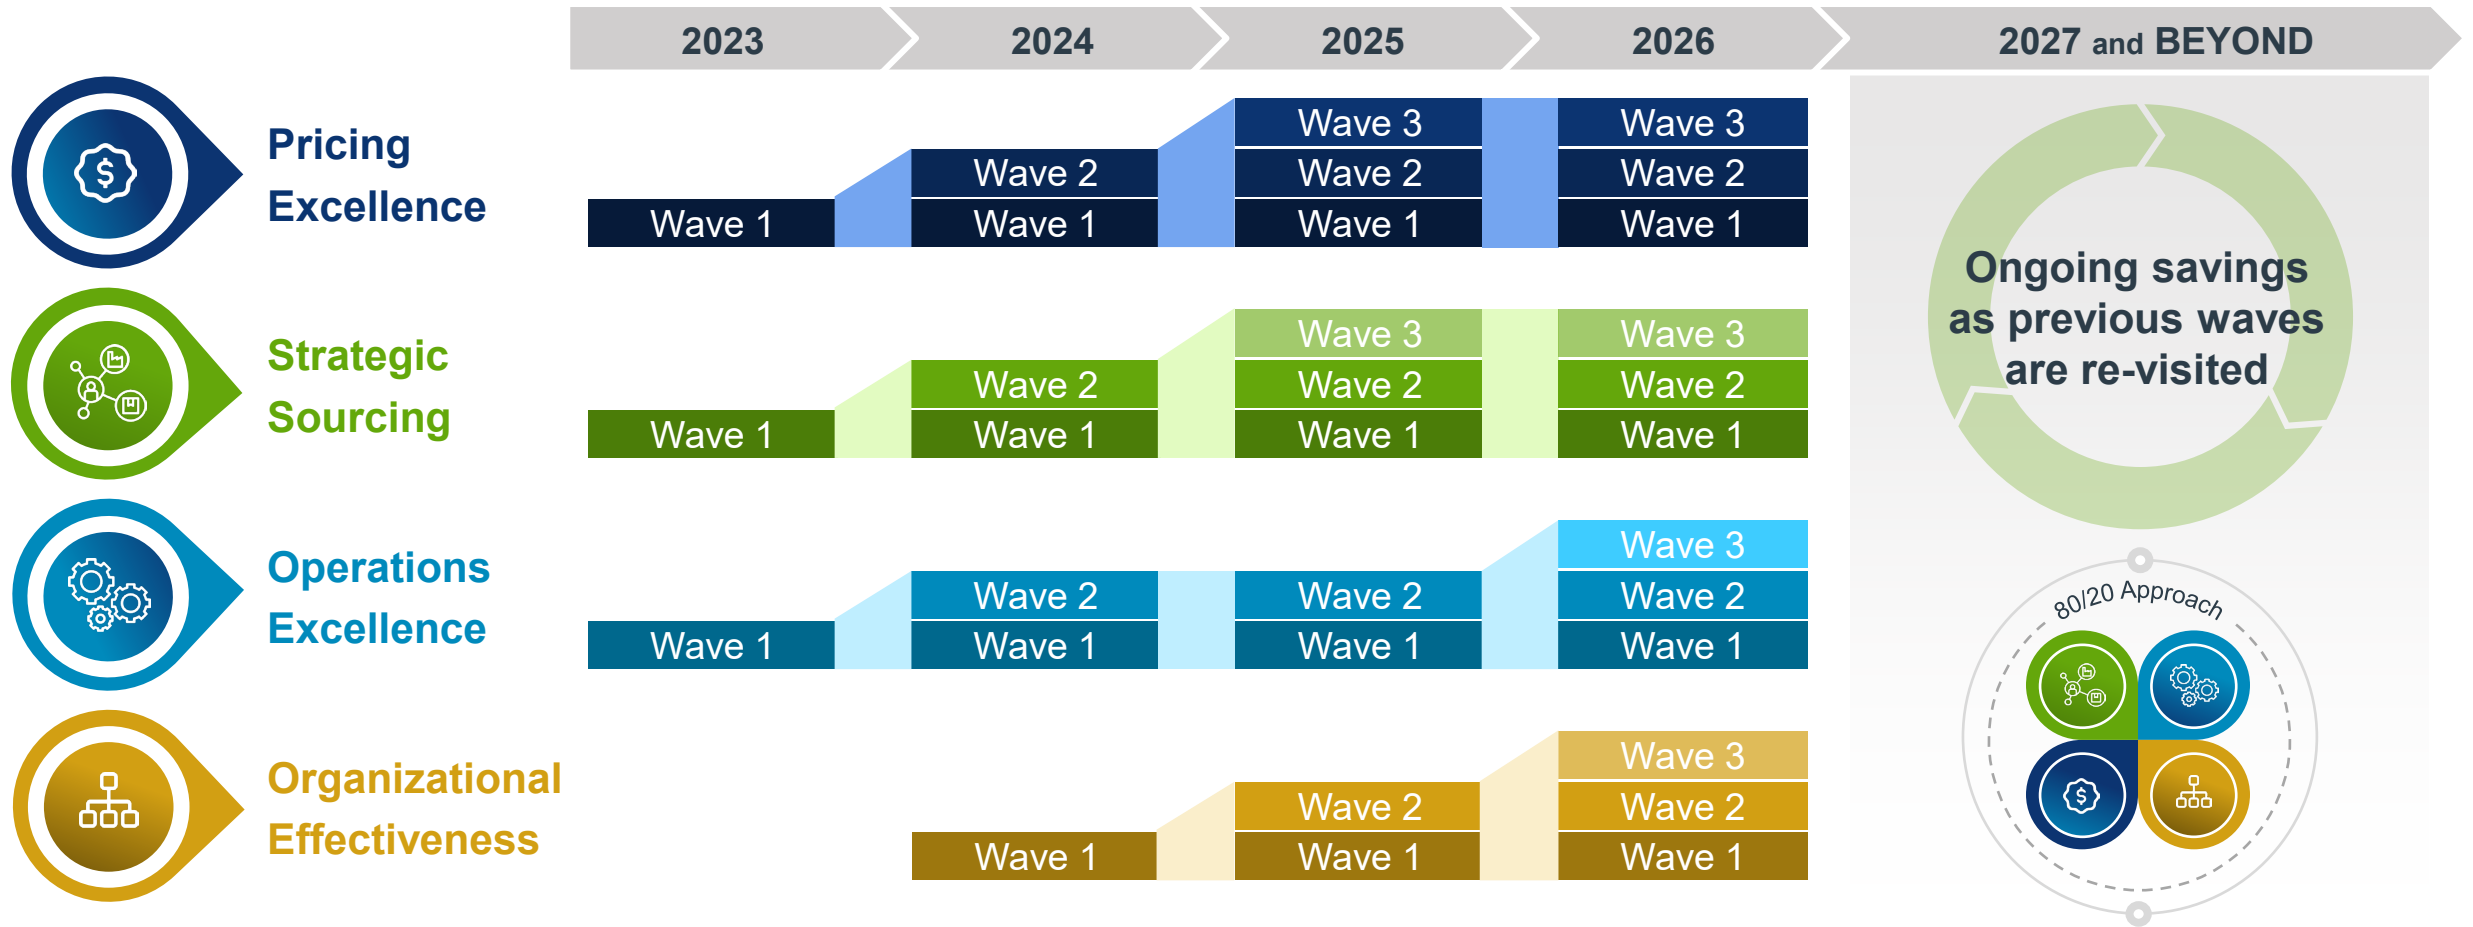 2023 2024 2025 2026 2027 and BEYOND
Pricing
Excellence
Wave 3 Wave 3
Wave 2 Wave 2 Wave 2
Wave 1 Wave 1 Wave 1 Wave 1
Strategic
Sourcing
Wave 3 Wave 3
Wave 2 Wave 2 Wave 2
Wave 1 Wave 1 Wave 1 Wave 1
Operations
Excellence
Wave 3
Wave 2 Wave 2 Wave 2
Wave 1 Wave 1 Wave 1 Wave 1
Organizational
Effectiveness
Wave 3
Wave 2 Wave 2
Wave 1 Wave 1 Wave 1
Ongoing savings
as previous waves
are re-visited
80/20 Approach
$
$